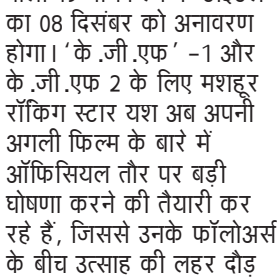 का 08 दिसंबर को अनावरण
होगा। 'के .जी .एफ ' –1 और
के .जी .एफ 2 के लिए मशहूर
रॉकिंग स्टार यश अब अपनी
अगली फिल्म के बारे में
ऑफिसियल तौर पर बड़ी
घोषणा करने की तैयारी कर
रहे हैं, जिससे उनके फॉलोअर्स
के बीच उत्साह की लहर दौड़